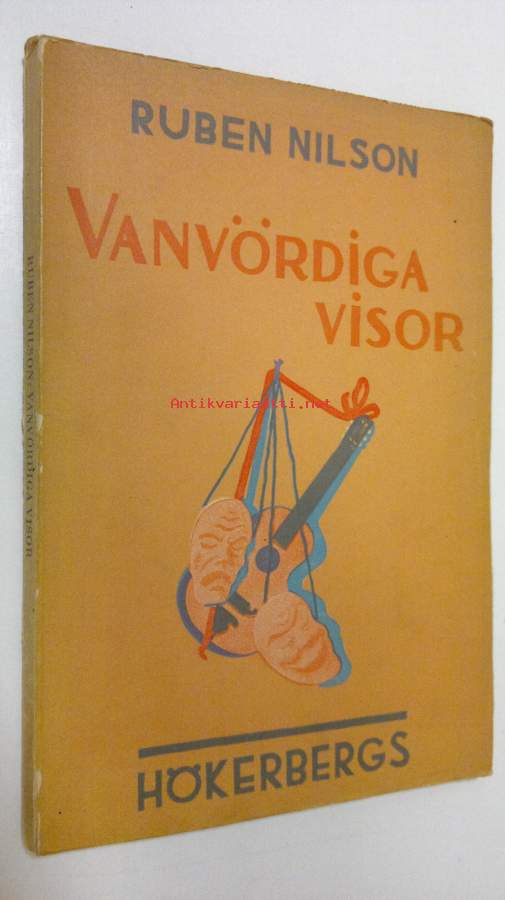 RUBEN NILSON
VANVÖRDIGA
VISOR
Antikvariaatti.net
HÖKERBERGS
RUBEN NILSON: VANVÖRDIGA VISOR